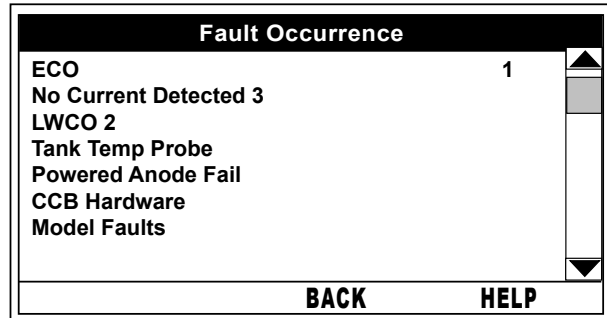 Fault Occurrence
ECO 1
No Current Detected 3
LWCO 2
Tank Temp Probe
Powered Anode Fail
CCB Hardware
Model Faults
BACK HELP